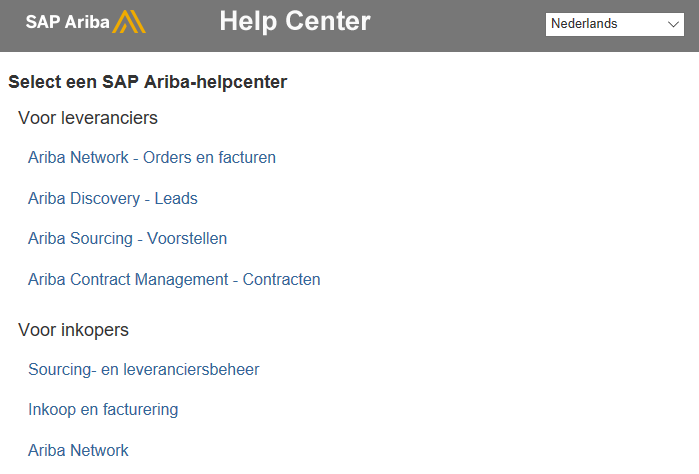 SAP Ariba
Help Center
Nederlands
Select een SAP Ariba-helpcenter
Voor leveranciers
Ariba Network - Orders en facturen
Ariba Discovery - Leads
Ariba Sourcing - Voorstellen
Ariba Contract Management - Contracten
Voor inkopers
Sourcing- en leveranciersbeheer
Inkoop en facturering
Ariba Network